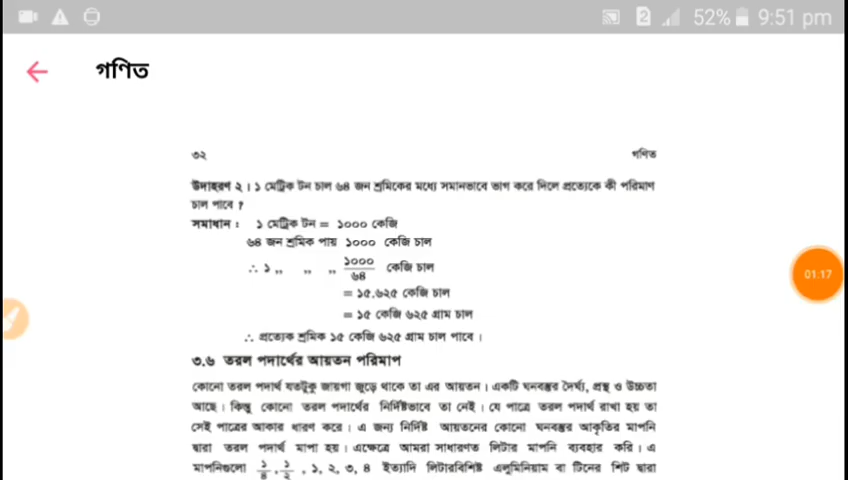 52% 9:51 pm
গণিত
৩২ গণিত
উদাহরণ ২। ১ মেট্রিক টন চাল ৬৪ জন শ্রমিকের মধ্যে সমানভাবে ভাগ করে দিলে প্রত্যেকে কী পরিমাণ
চাল পাবে ?
সমাধান : ১ মেট্রিক টন = ১০০০ কেজি
৬৪ জন শ্রমিক পায় ১০০০ কেজি চাল
∴ ১ ,, ,, ,, ১০০০/৬৪ কেজি চাল
= ১৫.৬২৫ কেজি চাল
= ১৫ কেজি ৬২৫ গ্রাম চাল
∴ প্রত্যেক শ্রমিক ১৫ কেজি ৬২৫ গ্রাম চাল পাবে।
01:17
৩.৬ তরল পদার্থের আয়তন পরিমাপ
কোনো তরল পদার্থ যতটুকু জায়গা জুড়ে থাকে তা এর আয়তন। একটি ঘনবস্তুর দৈর্ঘ্য, প্রস্থ ও উচ্চতা
আছে। কিন্তু কোনো তরল পদার্থের নির্দিষ্টভাবে তা নেই। যে পাত্রে তরল পদার্থ রাখা হয় তা
সেই পাত্রের আকার ধারণ করে। এ জন্য নির্দিষ্ট আয়তনের কোনো ঘনবস্তুর আকৃতির মাপনি
দ্বারা তরল পদার্থ মাপা হয়। এক্ষেত্রে আমরা সাধারণত লিটার মাপনি ব্যবহার করি। এ
মাপনিগুলো ১/৪, ১/২, ১, ২, ৩, ৪ ইত্যাদি লিটারবিশিষ্ট এলুমিনিয়াম বা টিনের শিট দ্বারা